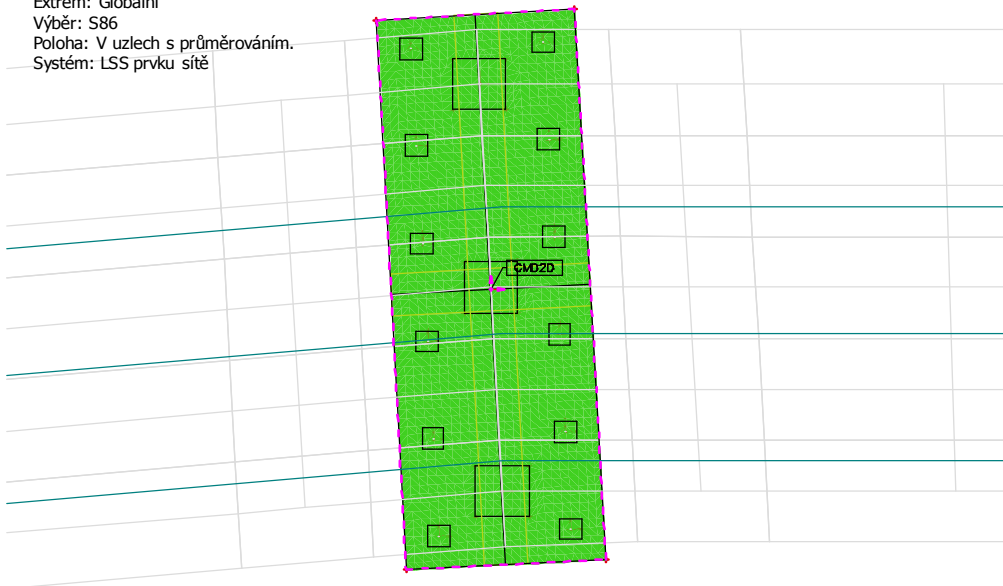 Extrém: Globální
Výběr: S86
Poloha: V uzlech s průměrováním.
Systém: LSS prvku sítě
CMD2D